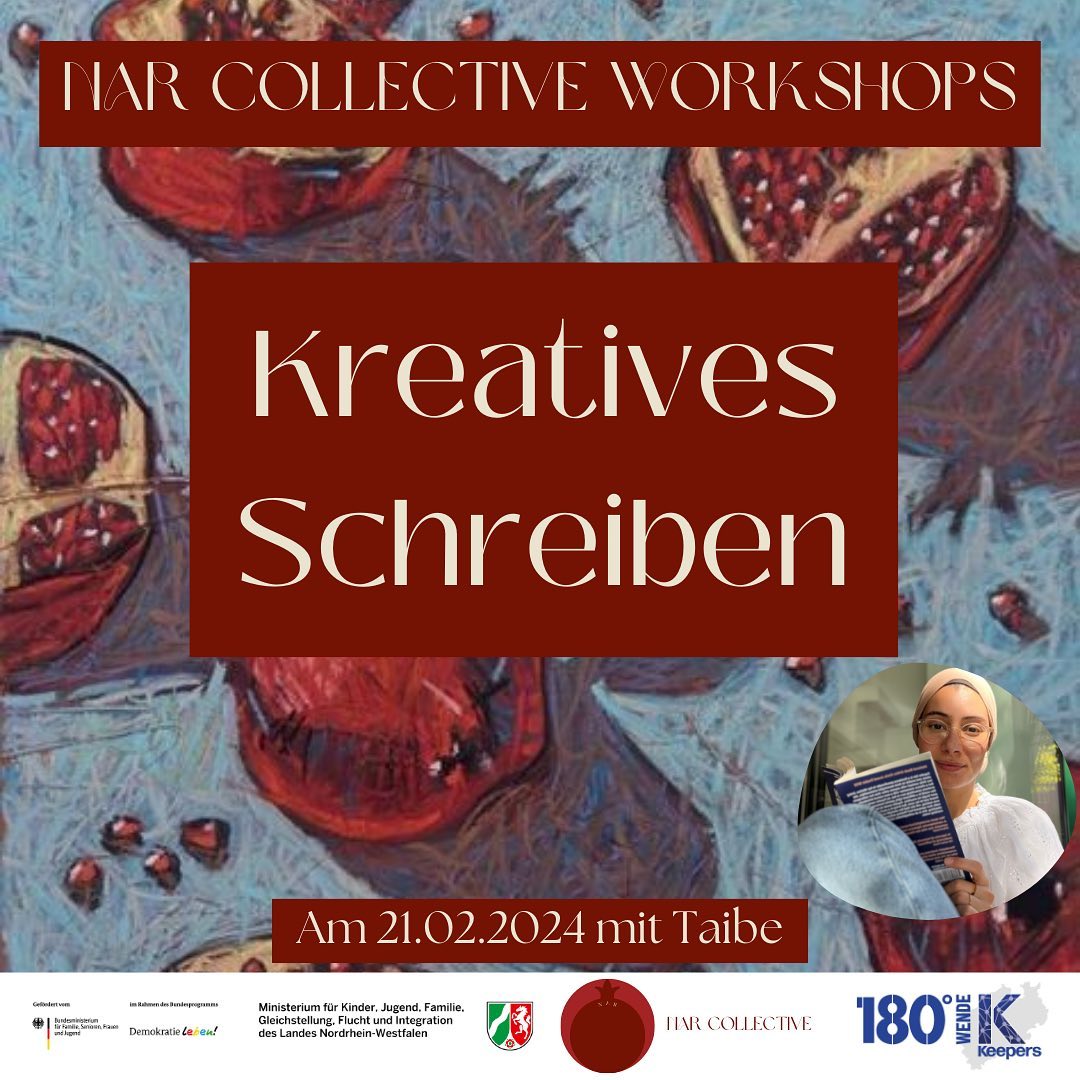 NAR COLLECTIVE WORKSHOPS
Kreatives
Schreiben
Am 21.02.2024 mit Taibe
Gefördert vom
Bundesministerium
für Familie, Senioren, Frauen
und Jugend
im Rahmen des Bundesprogramms
Demokratie leben!
Ministerium für Kinder, Jugend, Familie,
Gleichstellung, Flucht und Integration
des Landes Nordrhein-Westfalen
NAR
NAR COLLECTIVE
180°
WENDE
K
Keepers